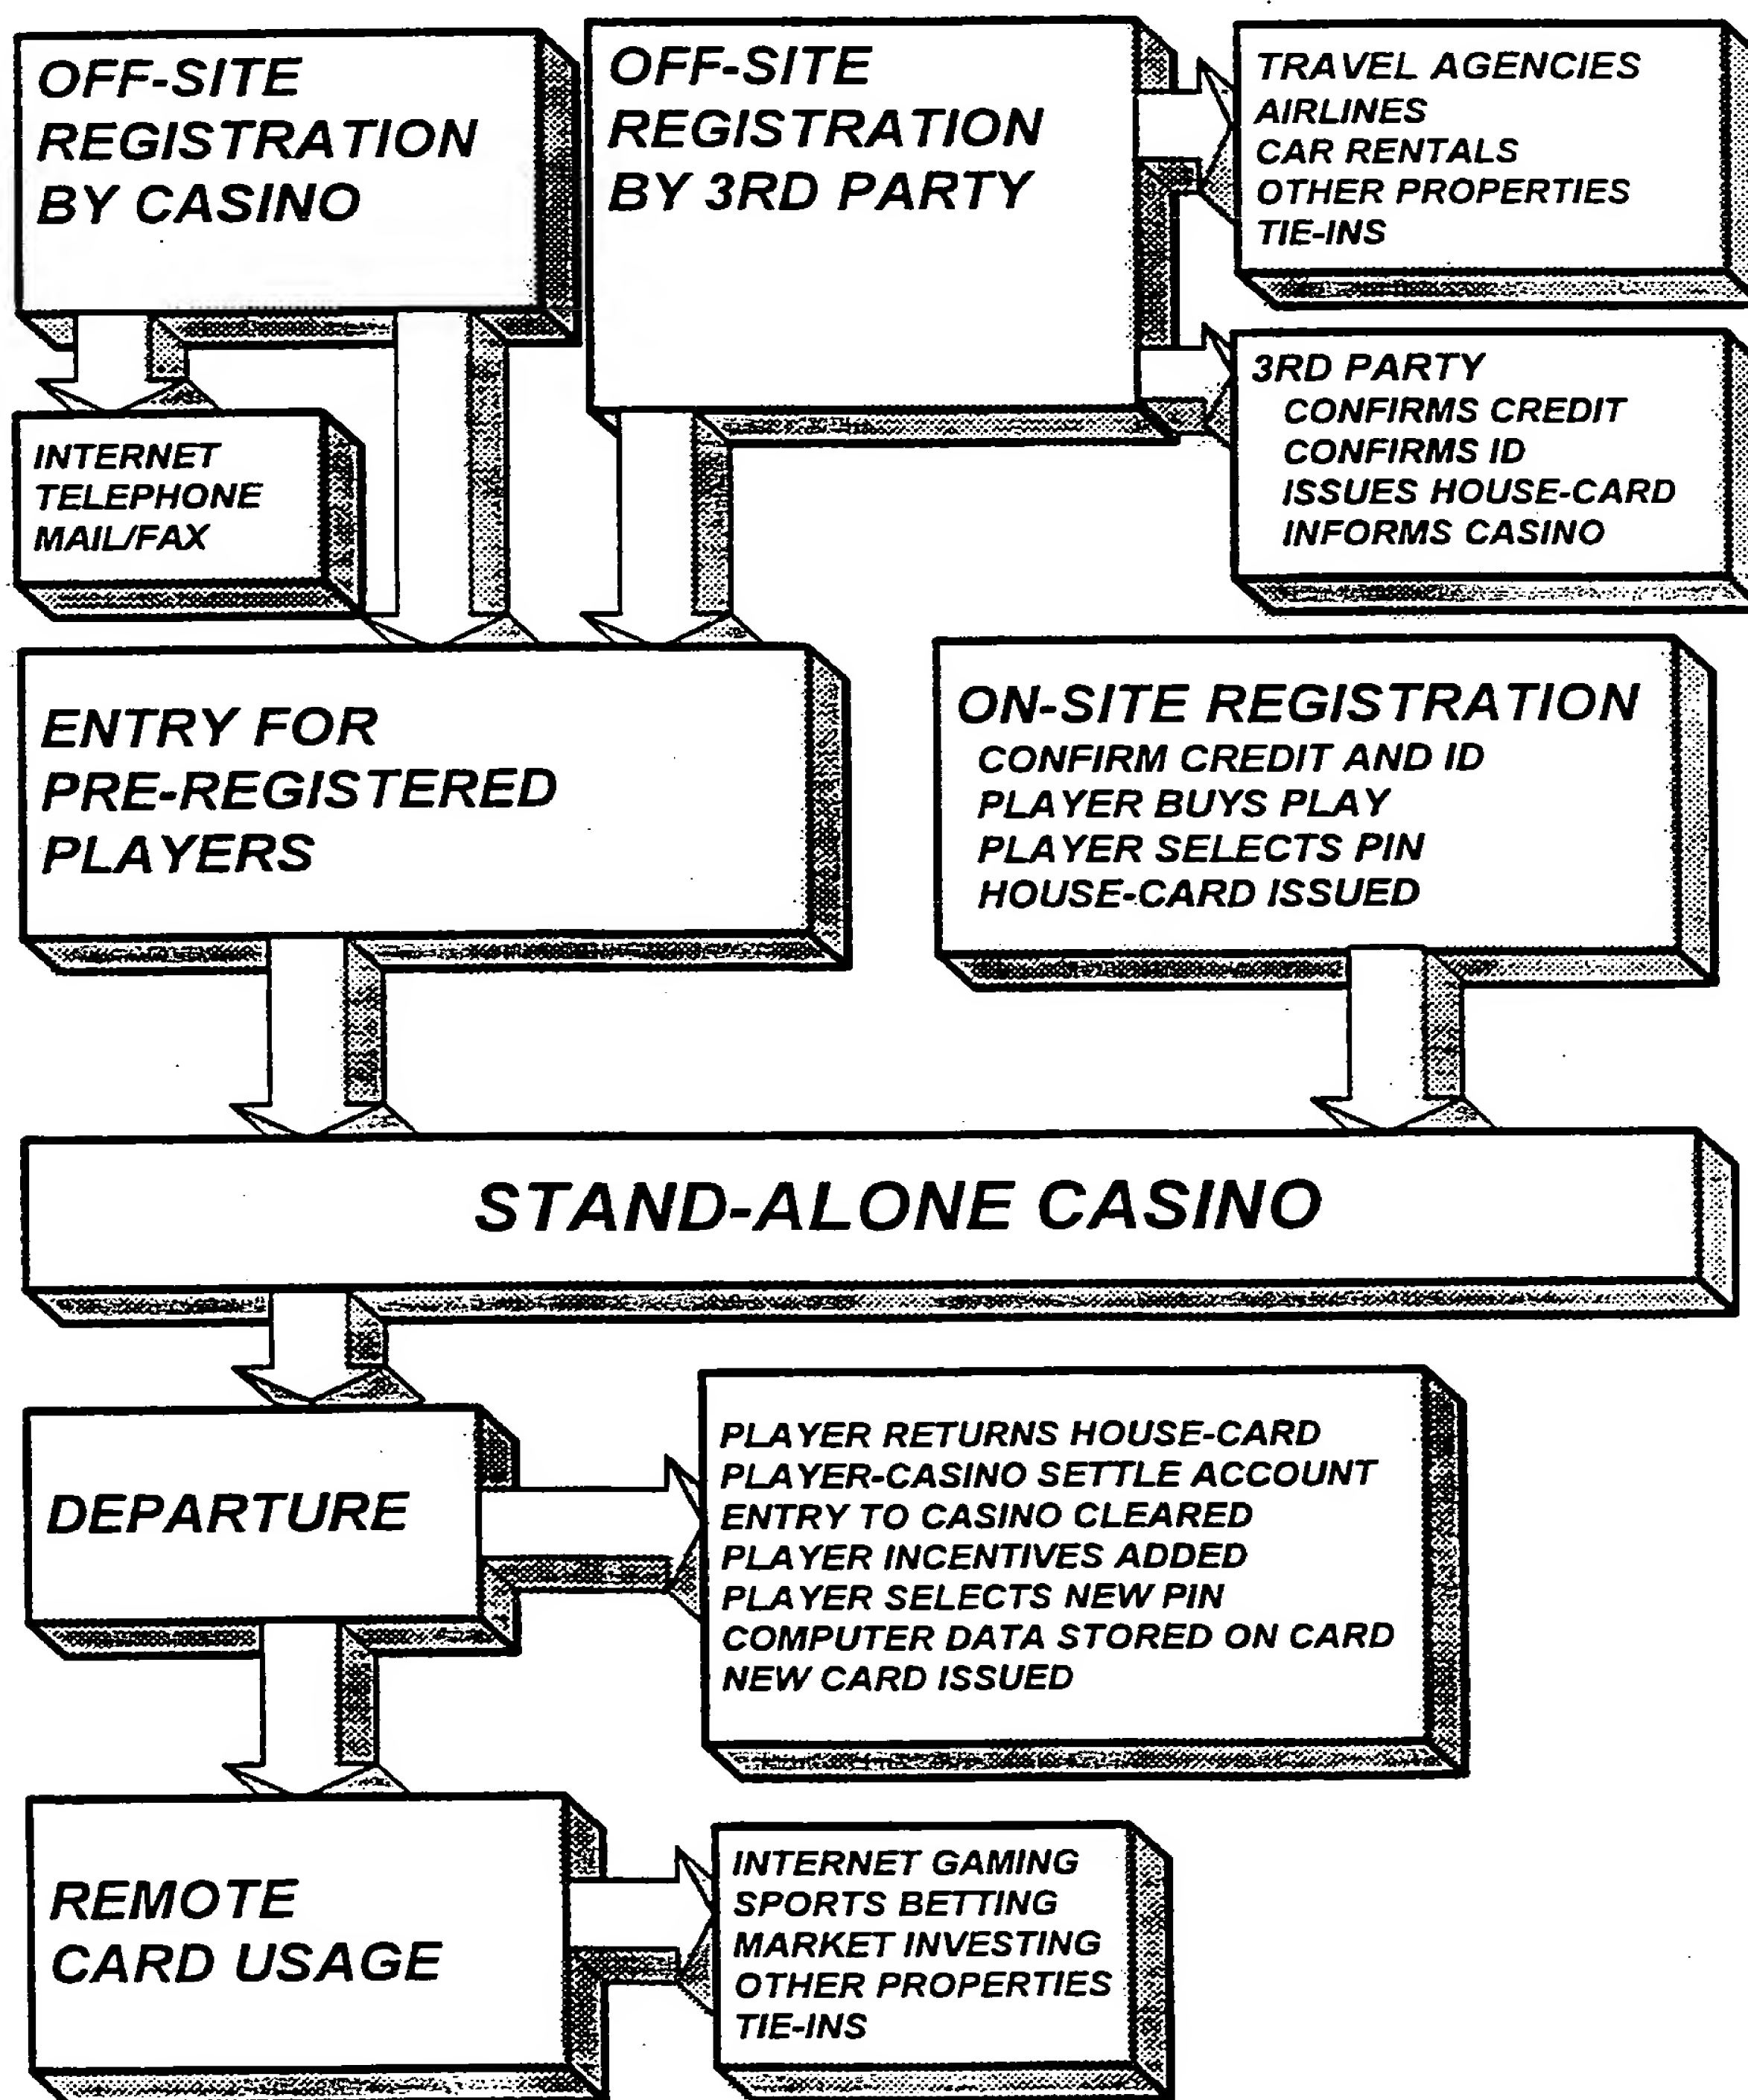 OFF-SITE
REGISTRATION
BY CASINO
OFF-SITE
REGISTRATION
BY 3RD PARTY
TRAVEL AGENCIES
AIRLINES
CAR RENTALS
OTHER PROPERTIES
TIE-INS
3RD PARTY
CONFIRMS CREDIT
CONFIRMS ID
ISSUES HOUSE-CARD
INFORMS CASINO
INTERNET
TELEPHONE
MAIL/FAX
ENTRY FOR
PRE-REGISTERED
PLAYERS
ON-SITE REGISTRATION
CONFIRM CREDIT AND ID
PLAYER BUYS PLAY
PLAYER SELECTS PIN
HOUSE-CARD ISSUED
STAND-ALONE CASINO
DEPARTURE
PLAYER RETURNS HOUSE-CARD
PLAYER-CASINO SETTLE ACCOUNT
ENTRY TO CASINO CLEARED
PLAYER INCENTIVES ADDED
PLAYER SELECTS NEW PIN
COMPUTER DATA STORED ON CARD
NEW CARD ISSUED
REMOTE
CARD USAGE
INTERNET GAMING
SPORTS BETTING
MARKET INVESTING
OTHER PROPERTIES
TIE-INS